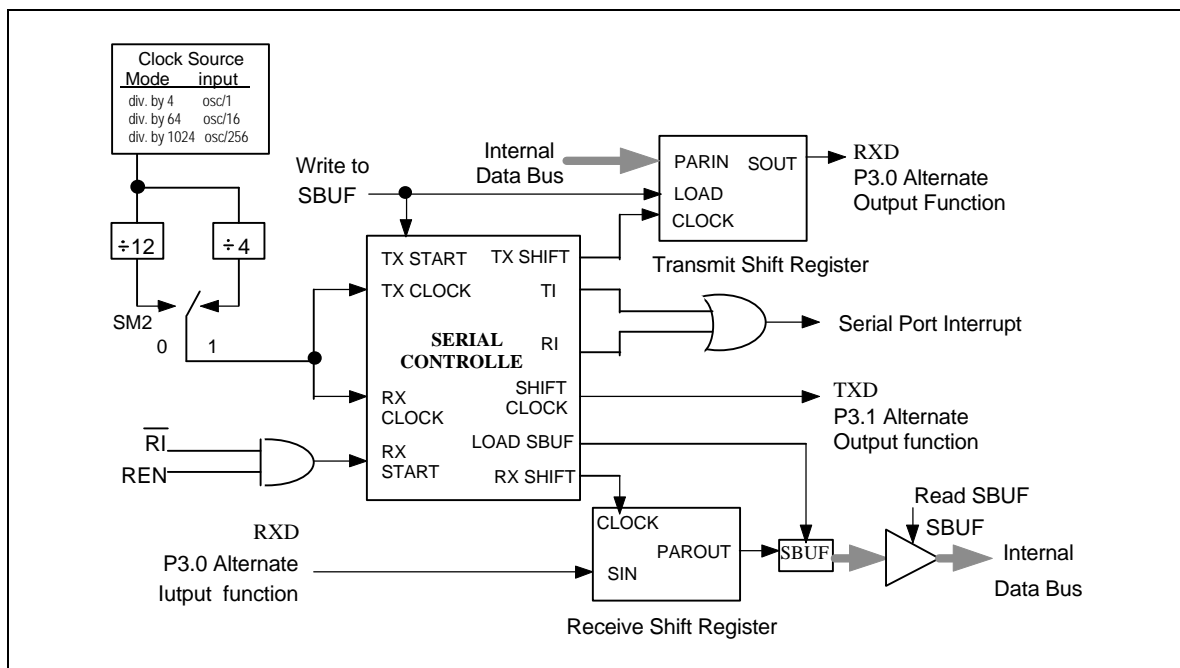 Clock Source
Mode input
div. by 4 osc/1
div. by 64 osc/16
div. by 1024 osc/256
÷12
÷4
SM2
0 1
Write to
SBUF
Internal
Data Bus
PARIN SOUT
LOAD
CLOCK
Transmit Shift Register
RXD
P3.0 Alternate
Output Function
TX START TX SHIFT
TX CLOCK TI
SERIAL
CONTROLLE
RI
SHIFT
CLOCK
RX
CLOCK
LOAD SBUF
RX
START
RX SHIFT
Serial Port Interrupt
TXD
P3.1 Alternate
Output function
RI
REN
RXD
P3.0 Alternate
Iutput function
CLOCK
PAROUT
SIN
Receive Shift Register
SBUF
Read SBUF
SBUF
Internal
Data Bus